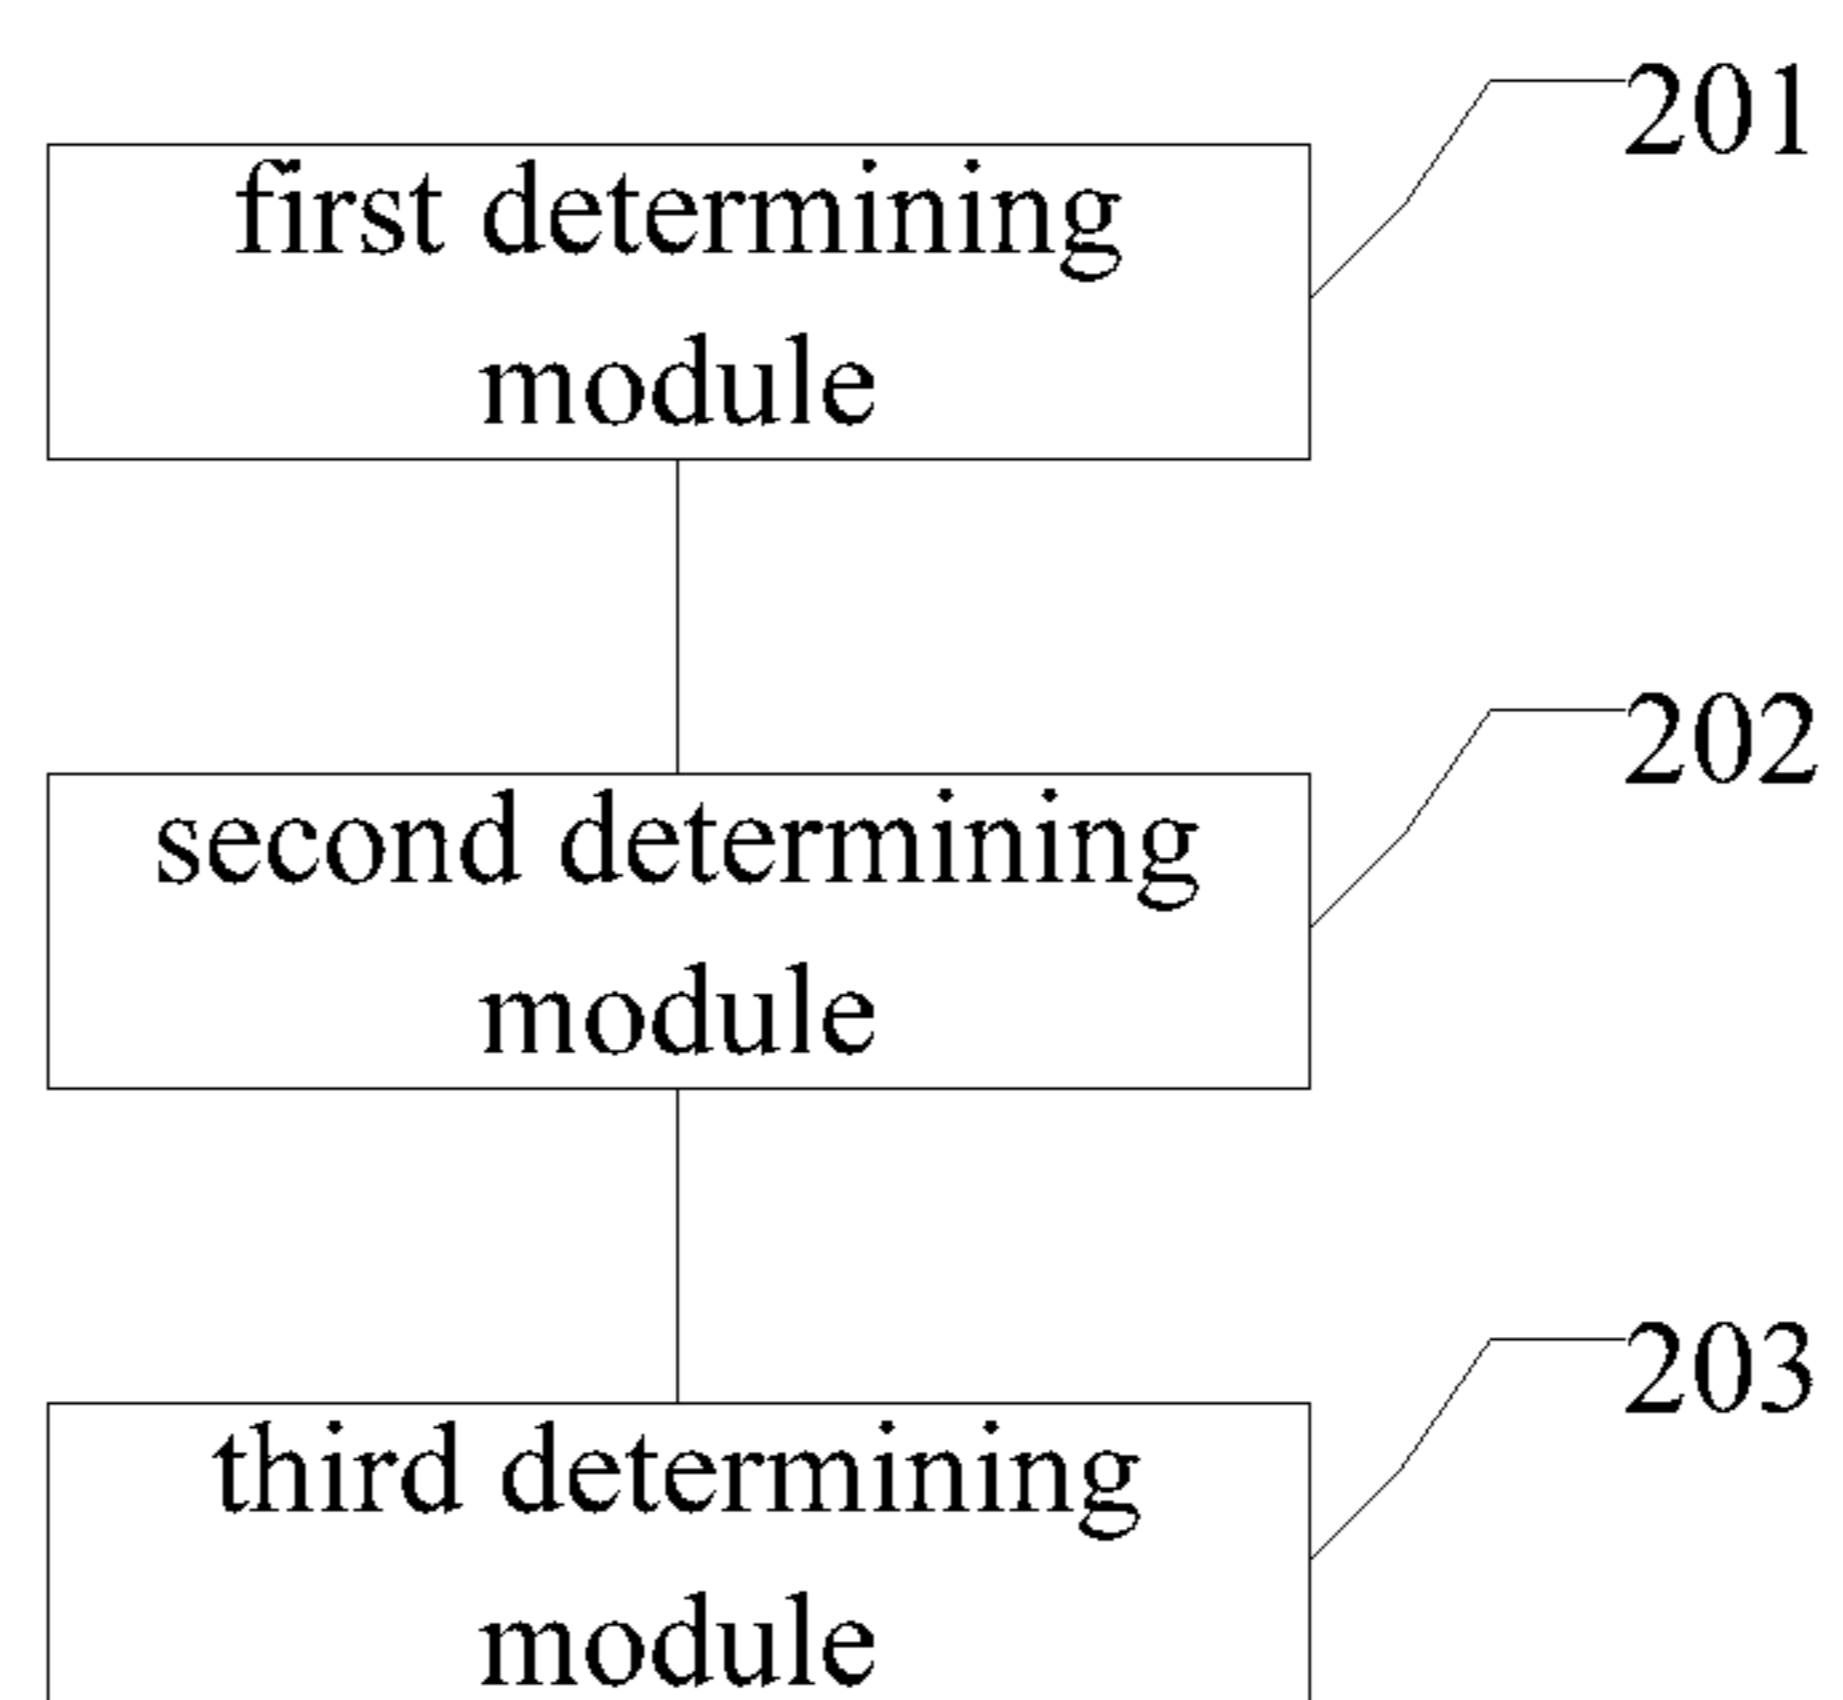 201
first determining
module
202
second determining
module
203
third determining
module